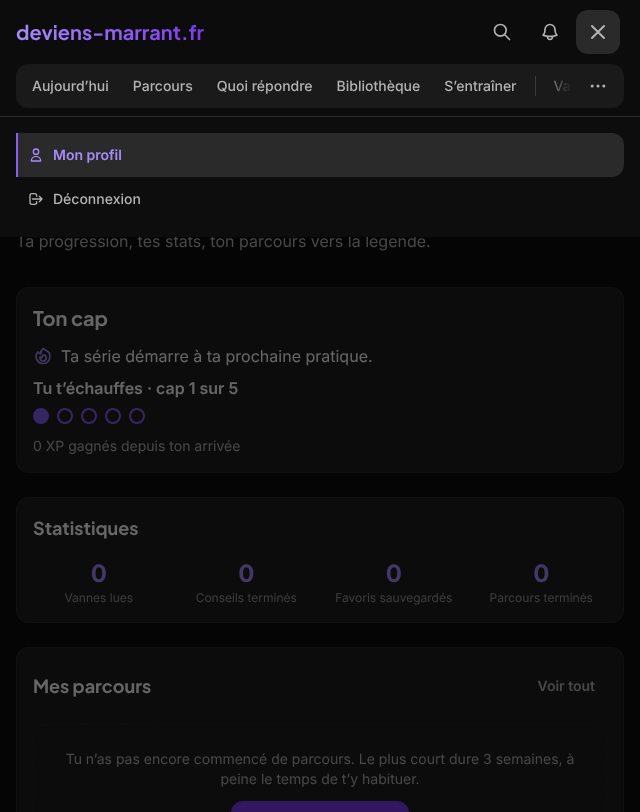 deviens-marrant.fr
Aujourd’hui Parcours Quoi répondre Bibliothèque S’entraîner
Mon profil
Déconnexion
Ta progression, tes stats, ton parcours vers la légende.
Ton cap
Ta série démarre à ta prochaine pratique.
Tu t’échauffes · cap 1 sur 5
0 XP gagnés depuis ton arrivée
Statistiques
0 0 0 0
Vannes lues Conseils terminés Favoris sauvegardés Parcours terminés
Mes parcours Voir tout
Tu n’as pas encore commencé de parcours. Le plus court dure 3 semaines, à
peine le temps de t’y habituer.